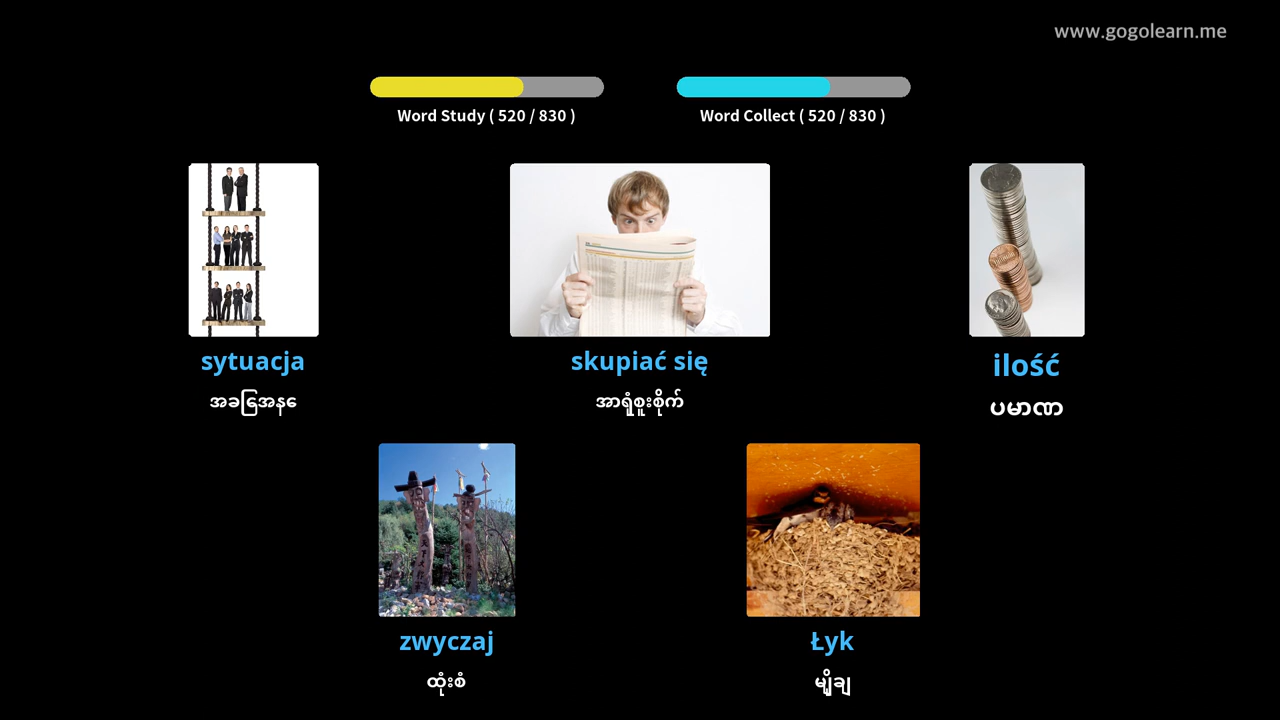 www.gogolearn.me
Word Study ( 520 / 830 )
Word Collect ( 520 / 830 )
sytuacja
skupiać się
ilość
အခြေအနေ
အာရုံစူးစိုက်
ပမာဏ
zwyczaj
Łyk
ထုံးစံ
မျိုချ